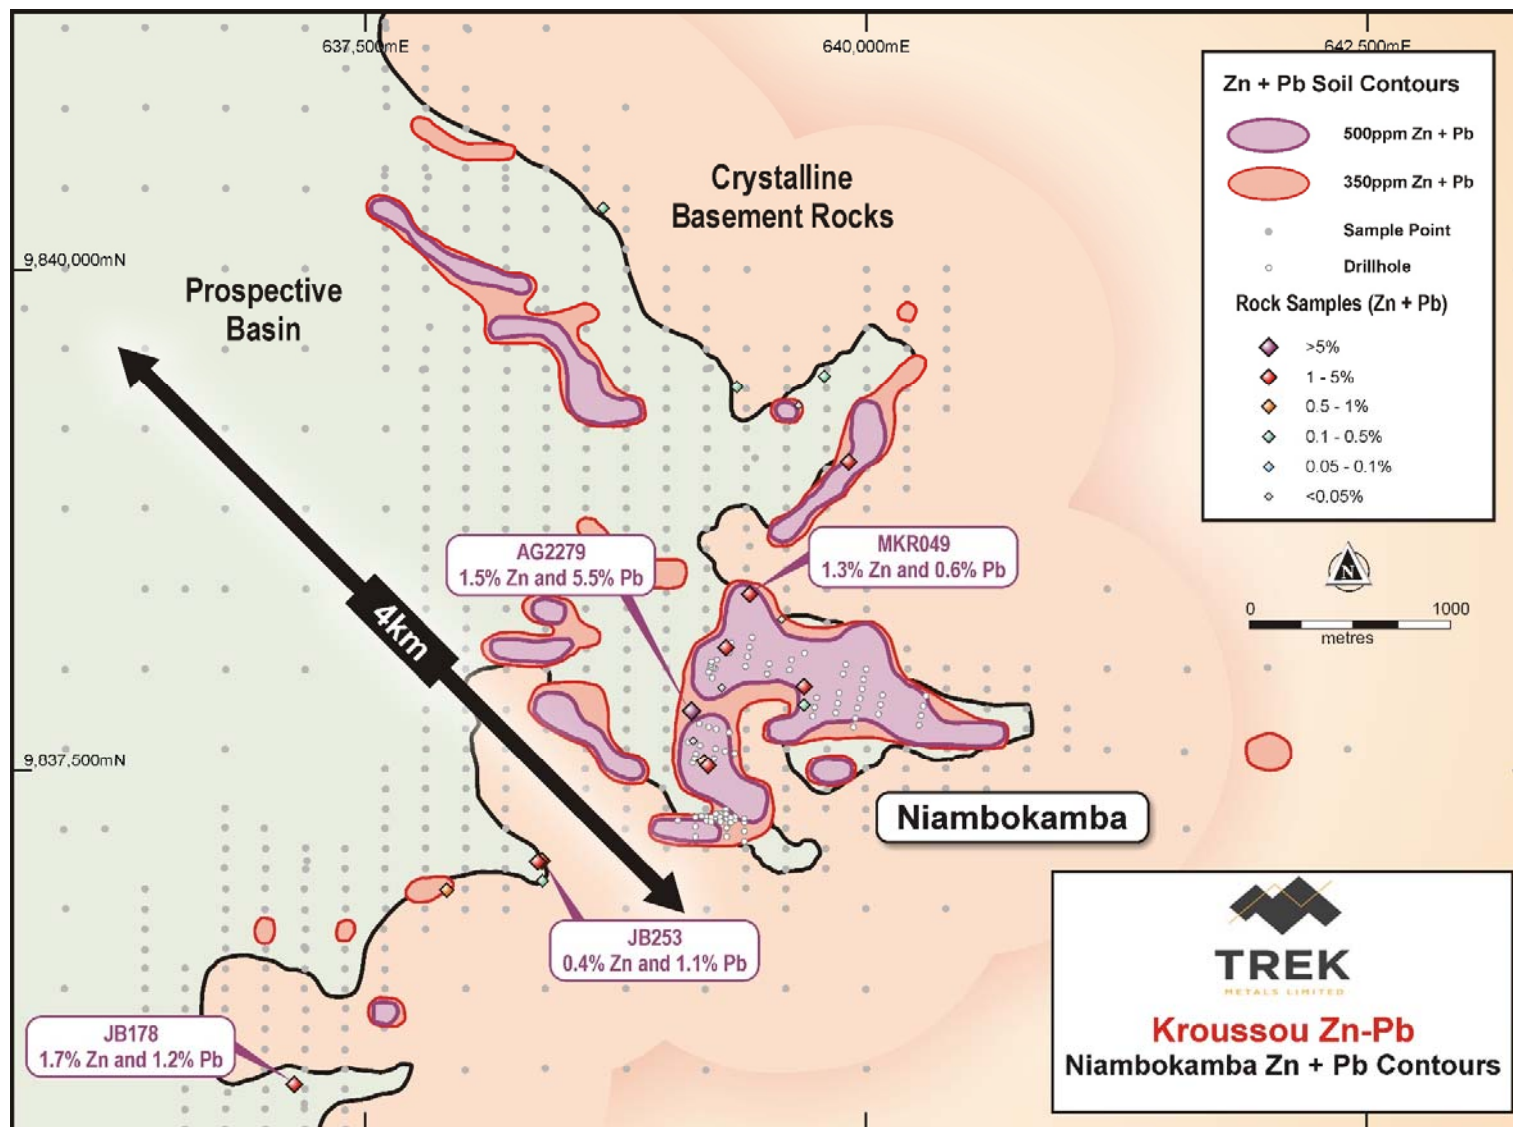 637,500mE
640,000mE
642,500mE
Zn + Pb Soil Contours
500ppm Zn + Pb
350ppm Zn + Pb
Sample Point
Drillhole
Rock Samples (Zn + Pb)
>5%
1 - 5%
0.5 - 1%
0.1 - 0.5%
0.05 - 0.1%
<0.05%
Crystalline
Basement Rocks
9,840,000mN
Prospective
Basin
AG2279
1.5% Zn and 5.5% Pb
MKR049
1.3% Zn and 0.6% Pb
N
0 1000
metres
4km
9,837,500mN
Niambokamba
JB253
0.4% Zn and 1.1% Pb
JB178
1.7% Zn and 1.2% Pb
TREK
METALS LIMITED
Kroussou Zn-Pb
Niambokamba Zn + Pb Contours